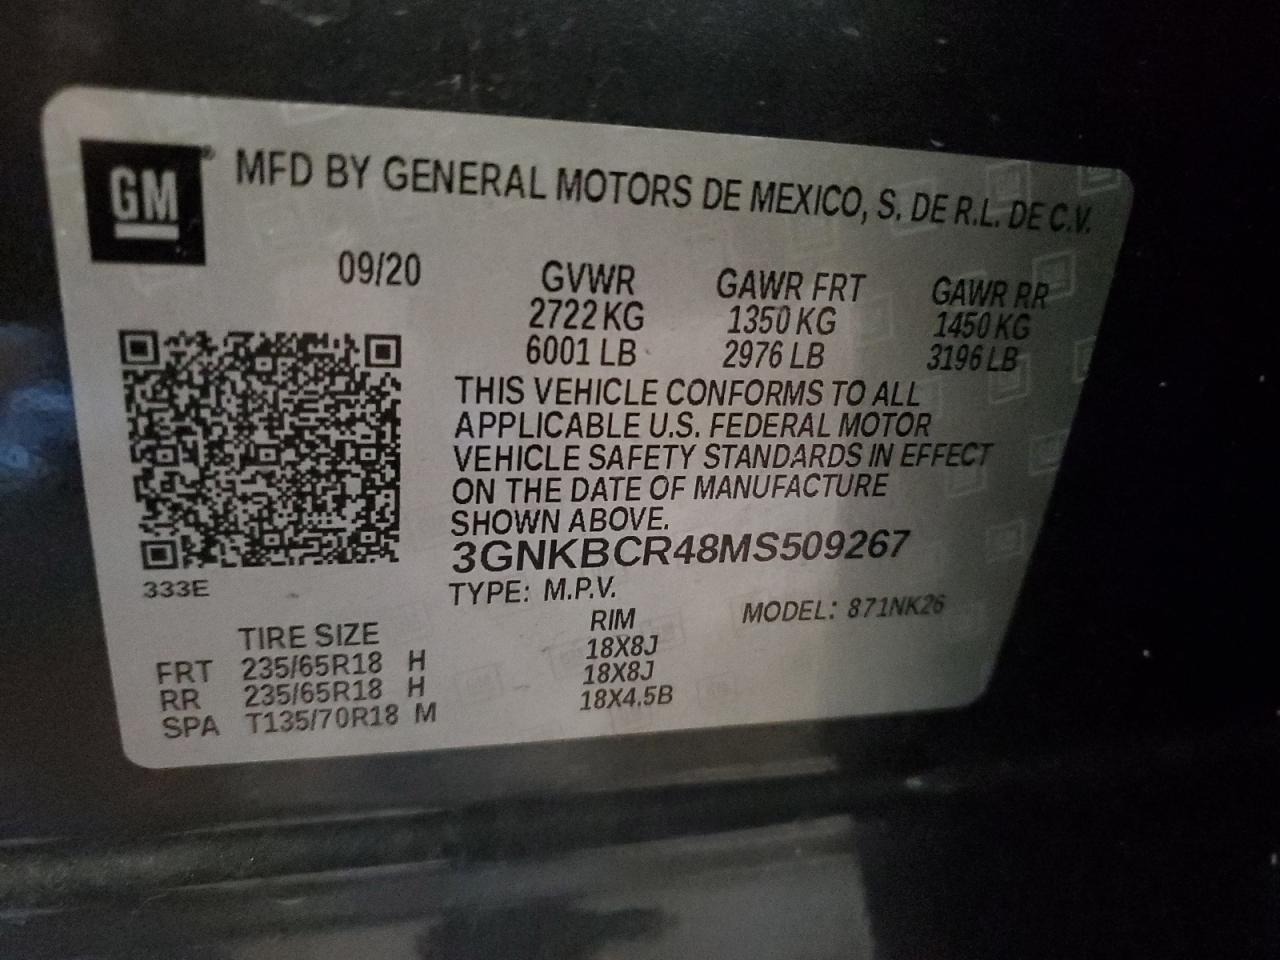 GM® MFD BY GENERAL MOTORS DE MEXICO, S. DE R.L. DE C.V.
09/20 GVWR GAWR FRT GAWR RR
2722 KG 1350 KG 1450 KG
6001 LB 2976 LB 3196 LB
THIS VEHICLE CONFORMS TO ALL
APPLICABLE U.S. FEDERAL MOTOR
VEHICLE SAFETY STANDARDS IN EFFECT
ON THE DATE OF MANUFACTURE
SHOWN ABOVE.
3GNKBCR48MS509267
333E TYPE: M.P.V. MODEL: 871NK26
TIRE SIZE RIM
FRT 235/65R18 H 18X8J
RR 235/65R18 H 18X8J
SPA T135/70R18 M 18X4.5B